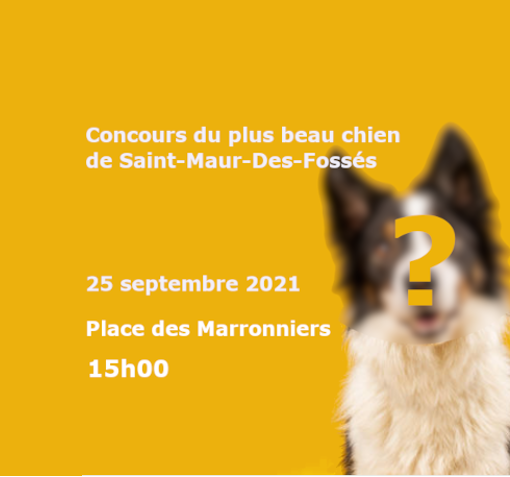 Concours du plus beau chien
de Saint-Maur-Des-Fossés
?
25 septembre 2021
Place des Marronniers
15h00